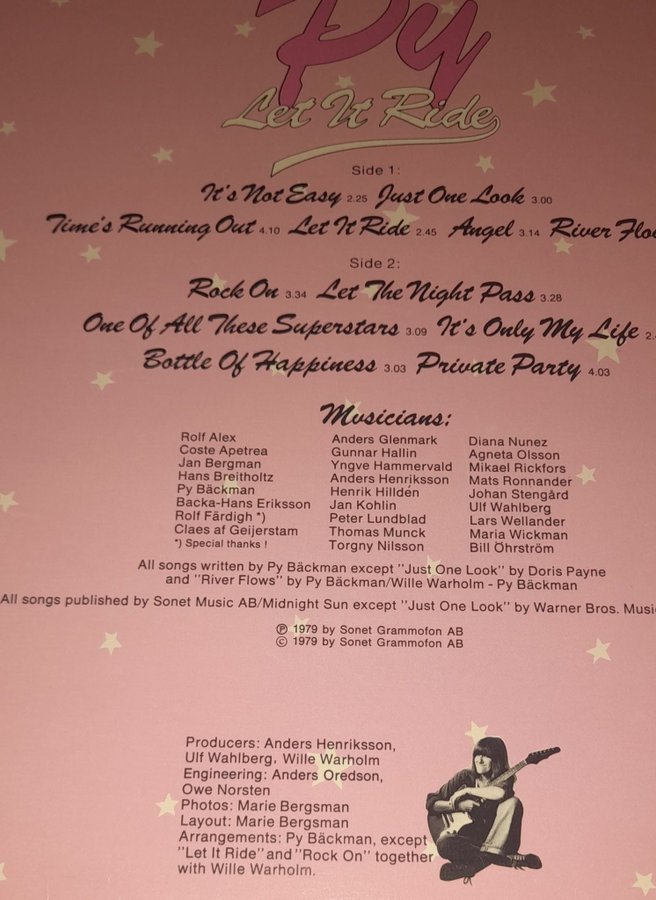 Py
Let It Ride
Side 1:
It's Not Easy 2.25 Just One Look 3.00
Time's Running Out 4.10 Let It Ride 2.45 Angel 3.14 River
Side 2:
Rock On 3.34 Let The Night Pass 3.28
One Of All These Superstars 3.09 It's Only My Life
Bottle Of Happiness 3.03 Private Party 4.03
Musicians:
Rolf Alex
Coste Apetrea
Jan Bergman
Hans Breitholtz
Py Bäckman
Backa-Hans Eriksson
Rolf Färdigh *)
Claes af Geijerstam
*) Special thanks !
Anders Glenmark
Gunnar Hallin
Yngve Hammervald
Anders Henriksson
Henrik Hilldén
Jan Kohlin
Peter Lundblad
Thomas Munck
Torgny Nilsson
Diana Nunez
Agneta Olsson
Mikael Rickfors
Mats Ronnander
Johan Stengård
Ulf Wahlberg
Lars Wellander
Maria Wickman
Bill Öhrström
All songs written by Py Bäckman except "Just One Look" by Doris Payne
and "River Flows" by Py Bäckman/Wille Warholm - Py Bäckman
All songs published by Sonet Music AB/Midnight Sun except "Just One Look" by Warner Bros.
℗ 1979 by Sonet Grammofon AB
© 1979 by Sonet Grammofon AB
Producers: Anders Henriksson,
Ulf Wahlberg, Wille Warholm
Engineering: Anders Oredson,
Owe Norsten
Photos: Marie Bergsman
Layout: Marie Bergsman
Arrangements: Py Bäckman, except
"Let It Ride" and "Rock On" together
with Wille Warholm.